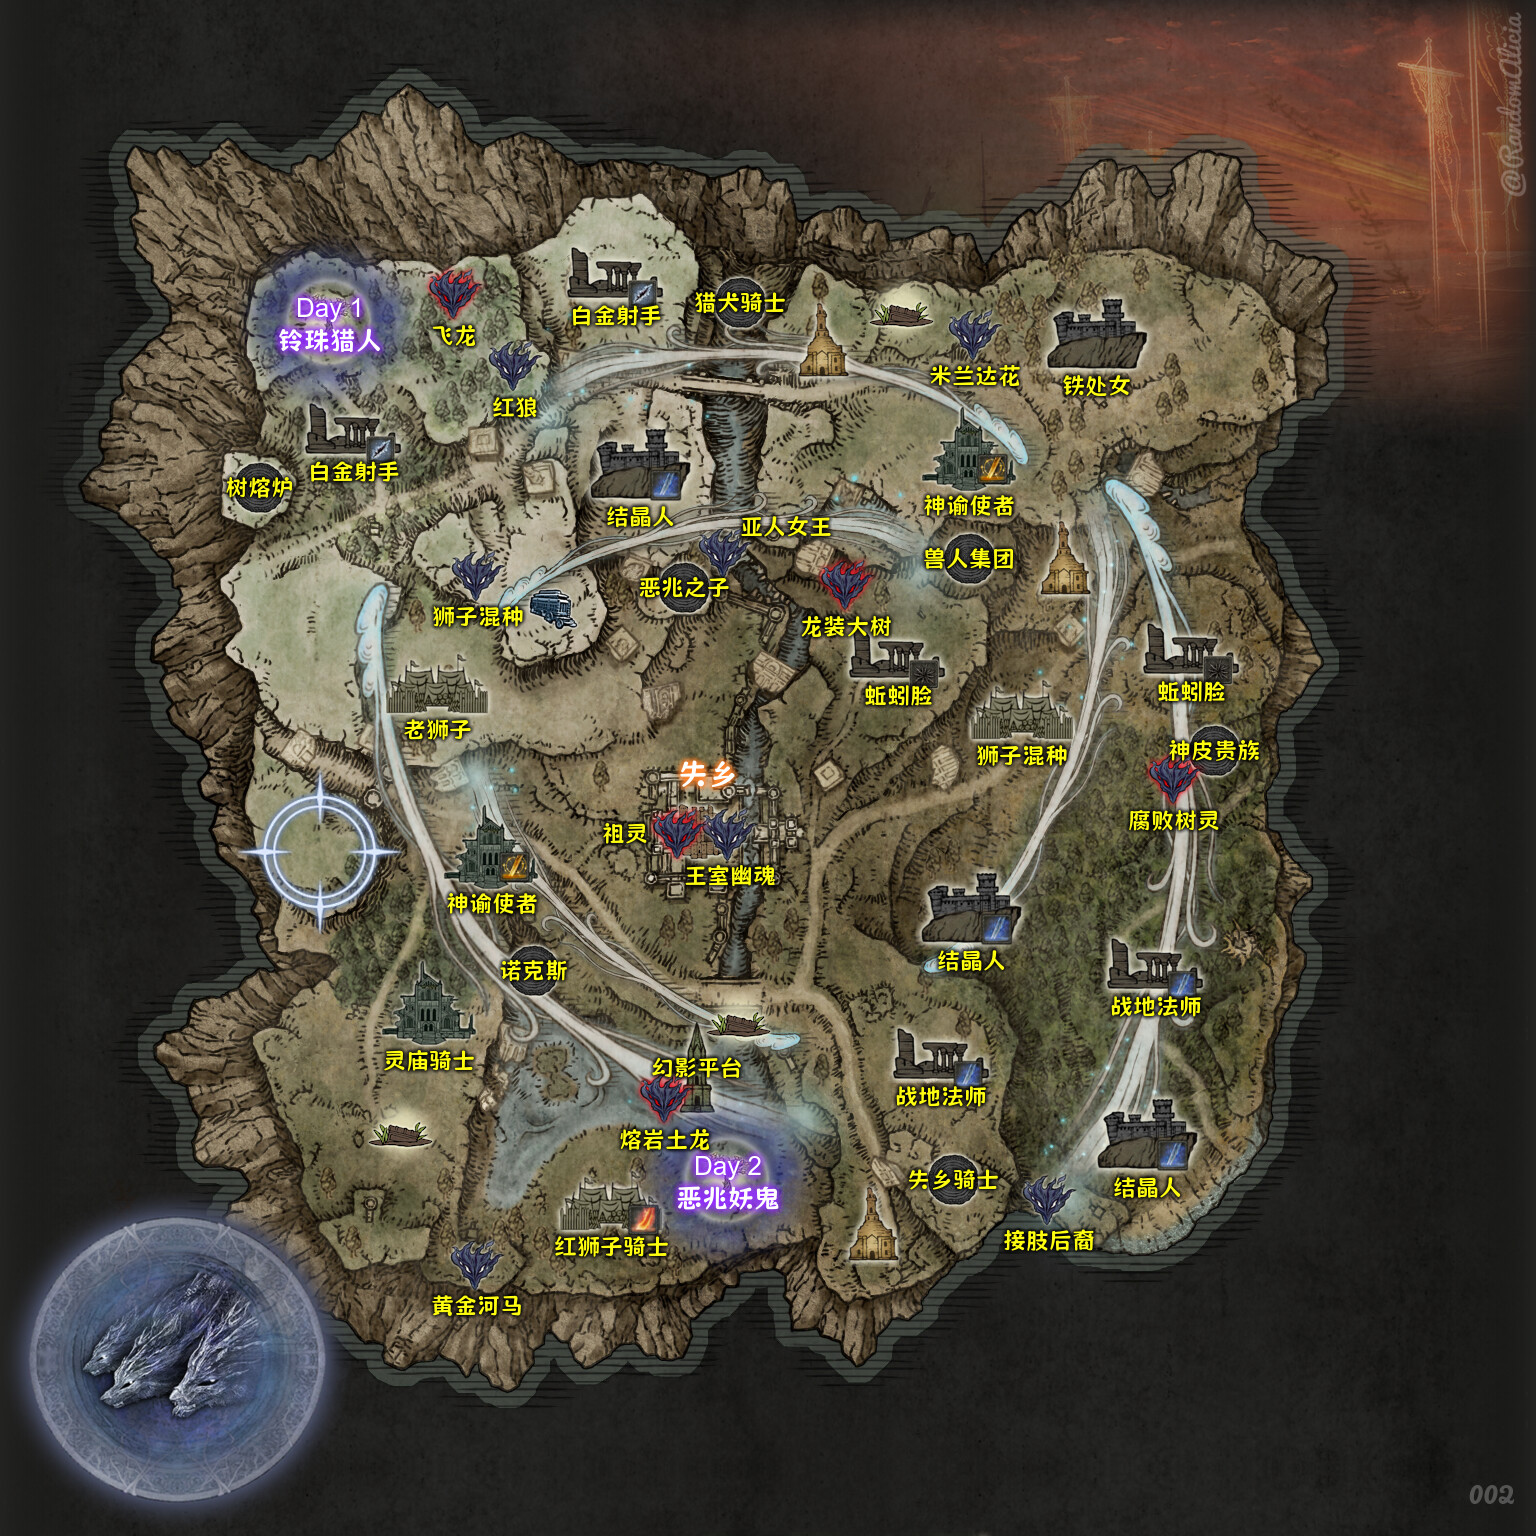 @RandomAlicia
Day 1
铃珠猎人
飞龙
白金射手
猎犬骑士
红狼
米兰达花
铁处女
白金射手
树熔炉
结晶人
亚人女王
神谕使者
兽人集团
恶兆之子
狮子混种
龙装大树
蚯蚓脸
蚯蚓脸
老狮子
狮子混种
神皮贵族
失乡
腐败树灵
祖灵
王室幽魂
神谕使者
诺克斯
结晶人
战地法师
灵庙骑士
幻影平台
战地法师
熔岩土龙
Day 2
恶兆妖鬼
失乡骑士
结晶人
红狮子骑士
接肢后裔
黄金河马
002